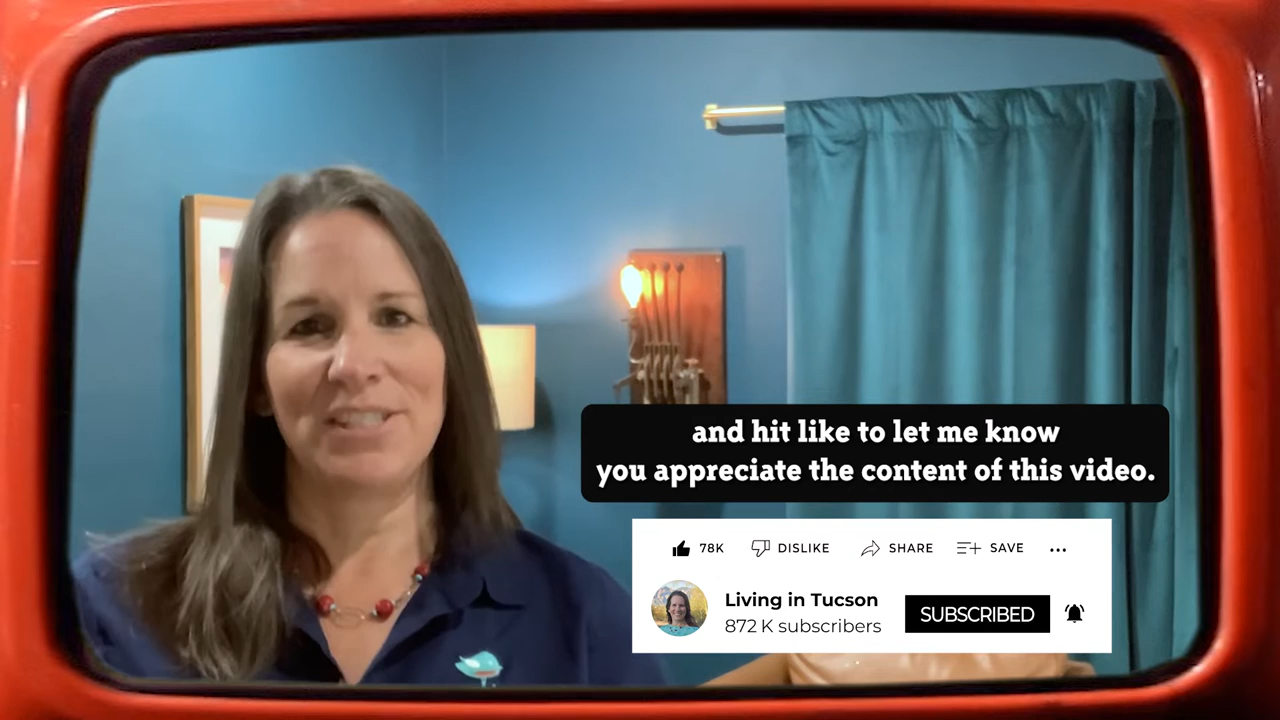 and hit like to let me know
you appreciate the content of this video.
78K DISLIKE SHARE SAVE
Living in Tucson
872 K subscribers
SUBSCRIBED